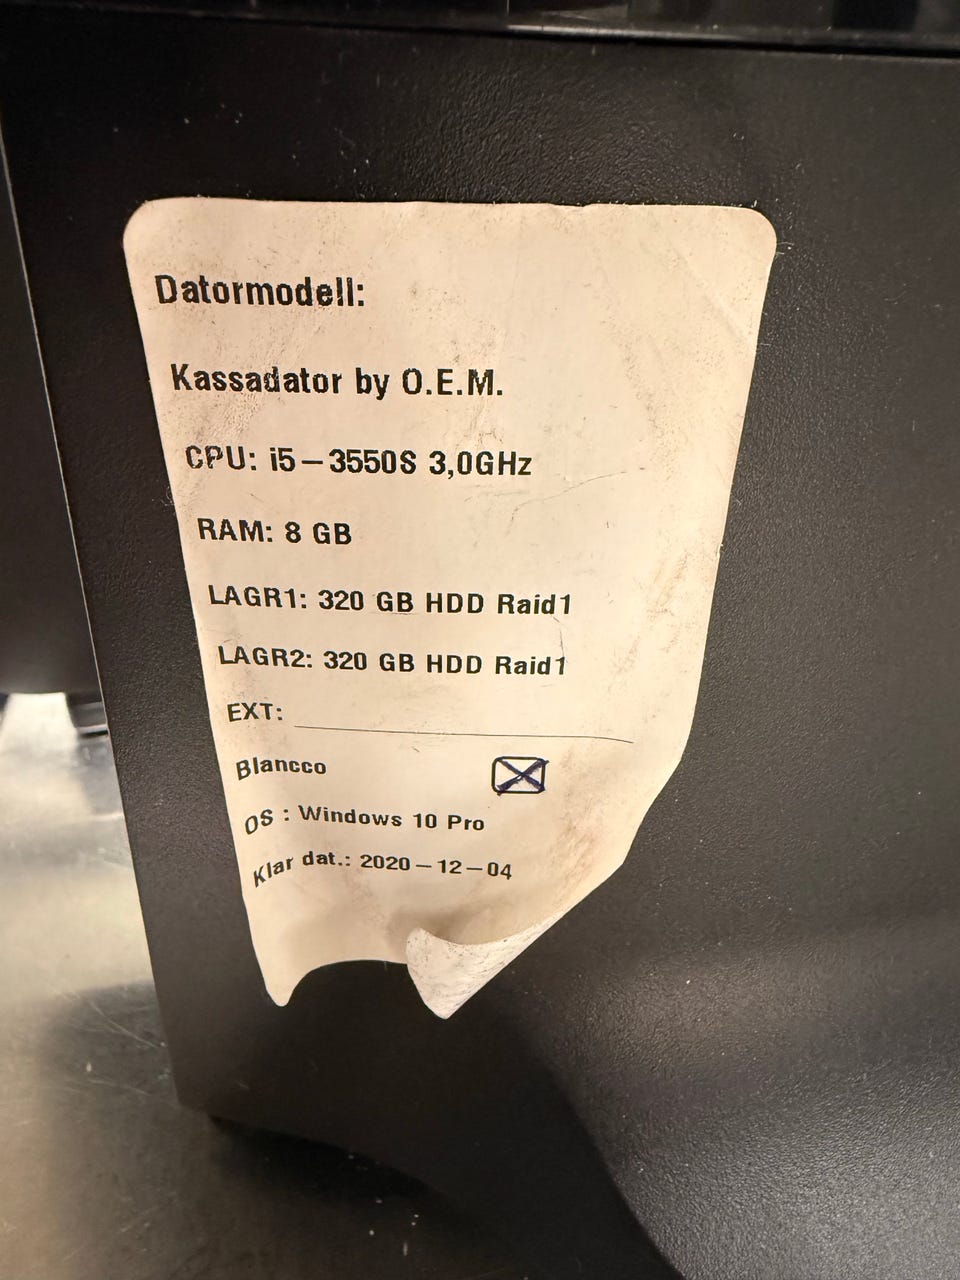 Datormodell:
Kassadator by O.E.M.
CPU: i5-3550S 3,0GHz
RAM: 8 GB
LAGR1: 320 GB HDD Raid1
LAGR2: 320 GB HDD Raid1
EXT:
Blancco
OS : Windows 10 Pro
Klar dat.: 2020-12-04